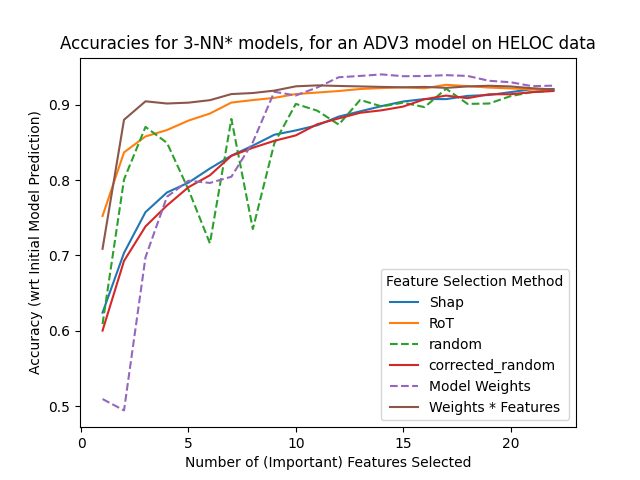 Accuracies for 3-NN* models, for an ADV3 model on HELOC data
Accuracy (wrt Initial Model Prediction)
0.9
0.8
0.7
0.6
0.5
Feature Selection Method
Shap
RoT
random
corrected_random
Model Weights
Weights * Features
0
5
10
15
20
Number of (Important) Features Selected